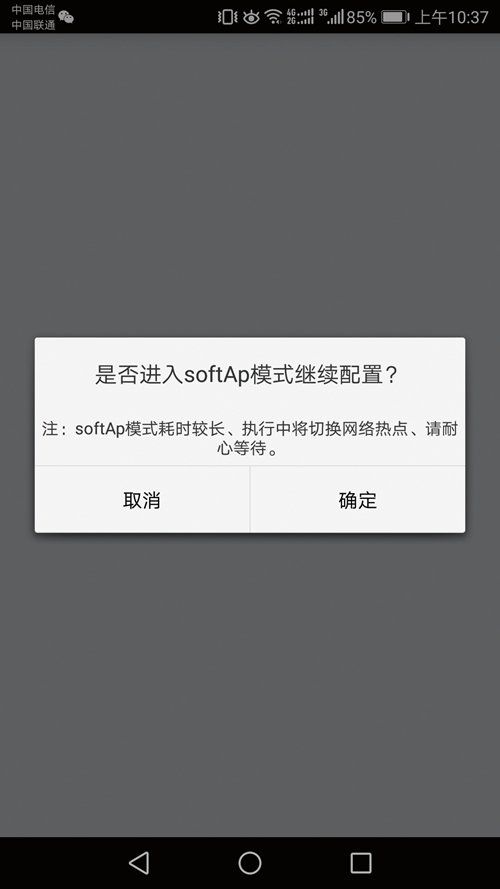 中国电信
中国联通
4G
2G
3G
85%
上午10:37
是否进入softAp模式继续配置？
注：softAp模式耗时较长、执行中将切换网络热点、请耐
心等待。
取消
确定